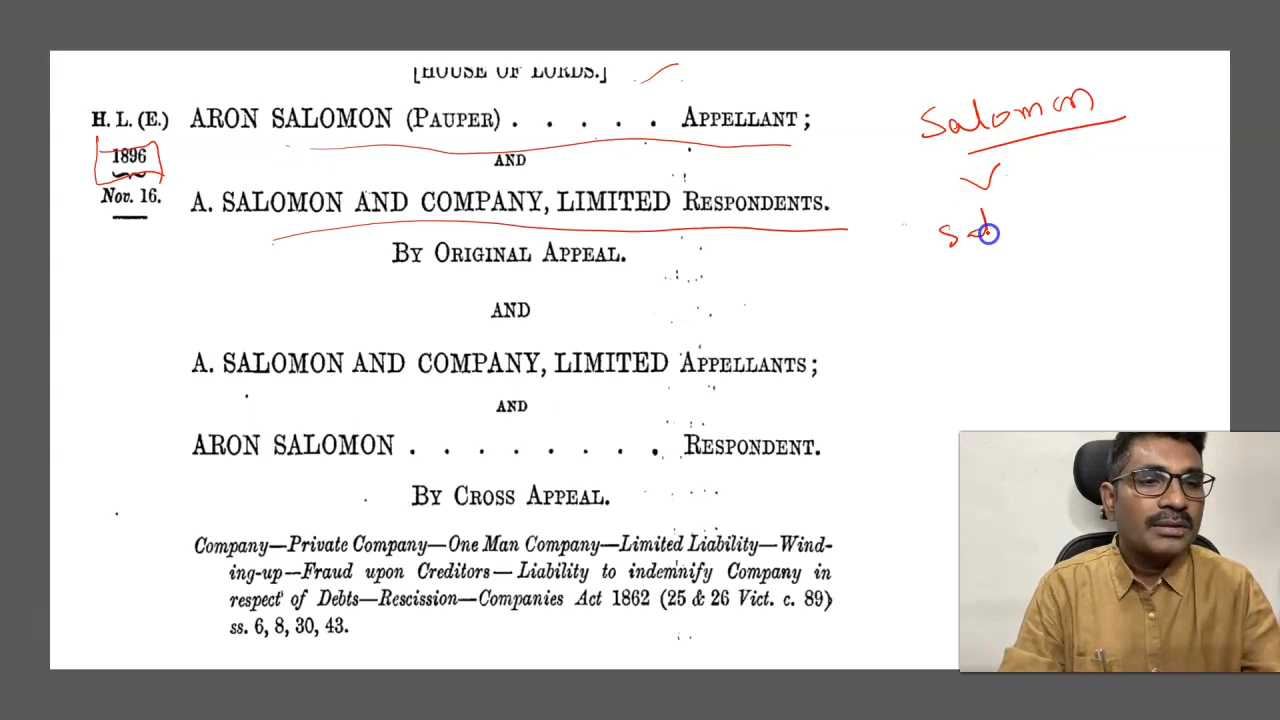 [HOUSE OF LORDS.]
H. L. (E.) ARON SALOMON (PAUPER) . . . . . APPELLANT; Salomon
1896 AND
Nov. 16. A. SALOMON AND COMPANY, LIMITED RESPONDENTS.
BY ORIGINAL APPEAL.
AND
A. SALOMON AND COMPANY, LIMITED APPELLANTS;
AND
ARON SALOMON . . . . . . . . RESPONDENT.
BY CROSS APPEAL.
Company—Private Company—One Man Company—Limited Liability—Wind-
ing-up—Fraud upon Creditors—Liability to indemnify Company in
respect of Debts—Rescission—Companies Act 1862 (25 & 26 Vict. c. 89)
ss. 6, 8, 30, 43.